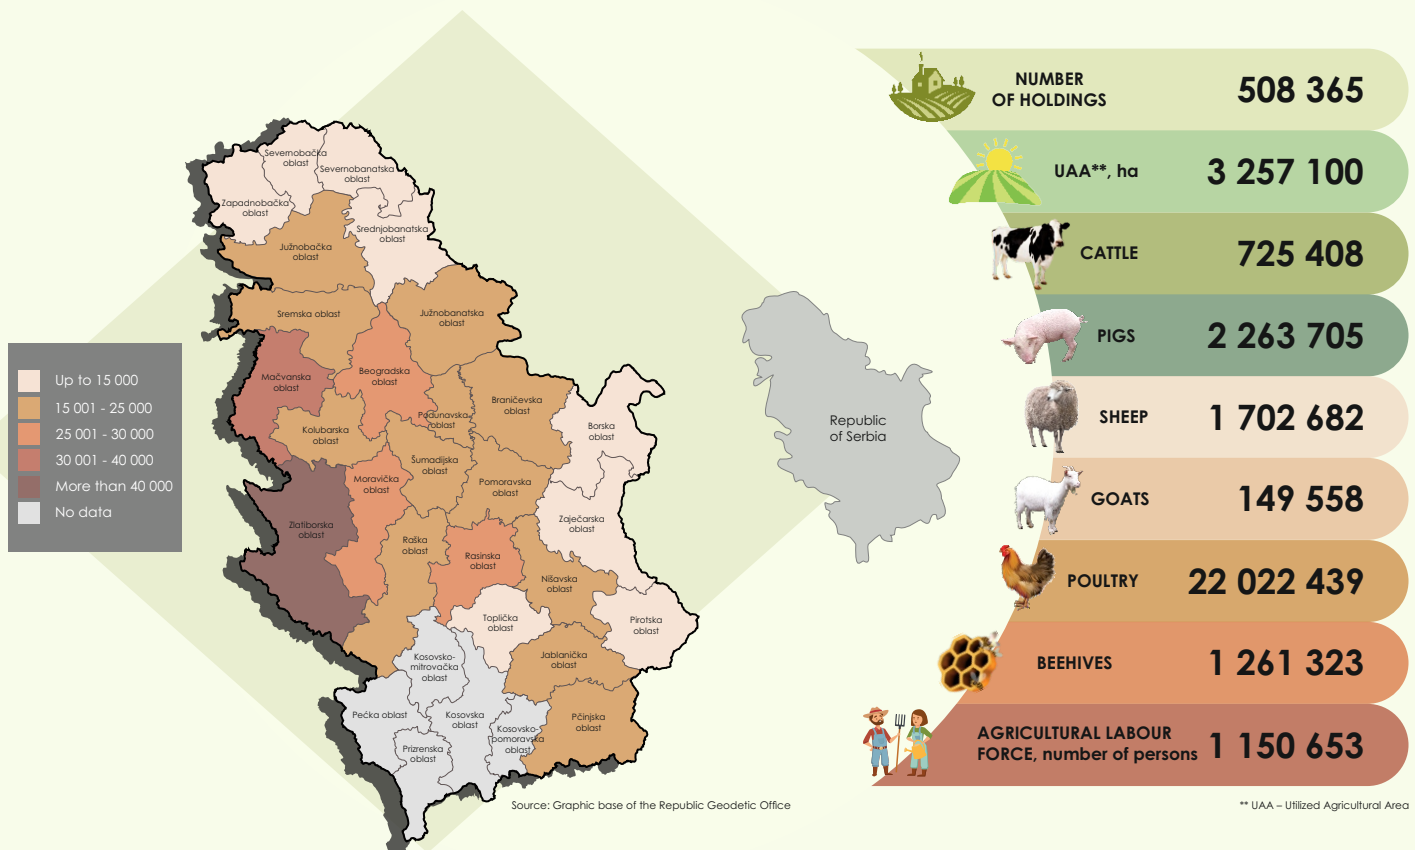 Severnobačka
oblast
Severnobanatska
oblast
Zapadnobačka
oblast
Srednjobanatska
oblast
Južnobačka
oblast
Sremska oblast
Južnobanatska
oblast
Mačvanska
oblast
Beogradska
oblast
Podunavska
oblast
Braničevska
oblast
Borska
oblast
Kolubarska
oblast
Šumadijska
oblast
Moravička
oblast
Pomoravska
oblast
Zlatiborska
oblast
Zaječarska
oblast
Raška
oblast
Rasinska
oblast
Nišavska
oblast
Toplička
oblast
Pirotska
oblast
Jablanička
oblast
Kosovsko-
mitrovačka
oblast
Pećka oblast
Kosovska
oblast
Kosovsko-
pomoravska
oblast
Pčinjska
oblast
Prizrenska
oblast
Up to 15 000
15 001 - 25 000
25 001 - 30 000
30 001 - 40 000
More than 40 000
No data
Source: Graphic base of the Republic Geodetic Office
Republic
of Serbia
NUMBER
OF HOLDINGS
508 365
UAA**, ha
3 257 100
CATTLE
725 408
PIGS
2 263 705
SHEEP
1 702 682
GOATS
149 558
POULTRY
22 022 439
BEEHIVES
1 261 323
AGRICULTURAL LABOUR
FORCE, number of persons
1 150 653
** UAA – Utilized Agricultural Area